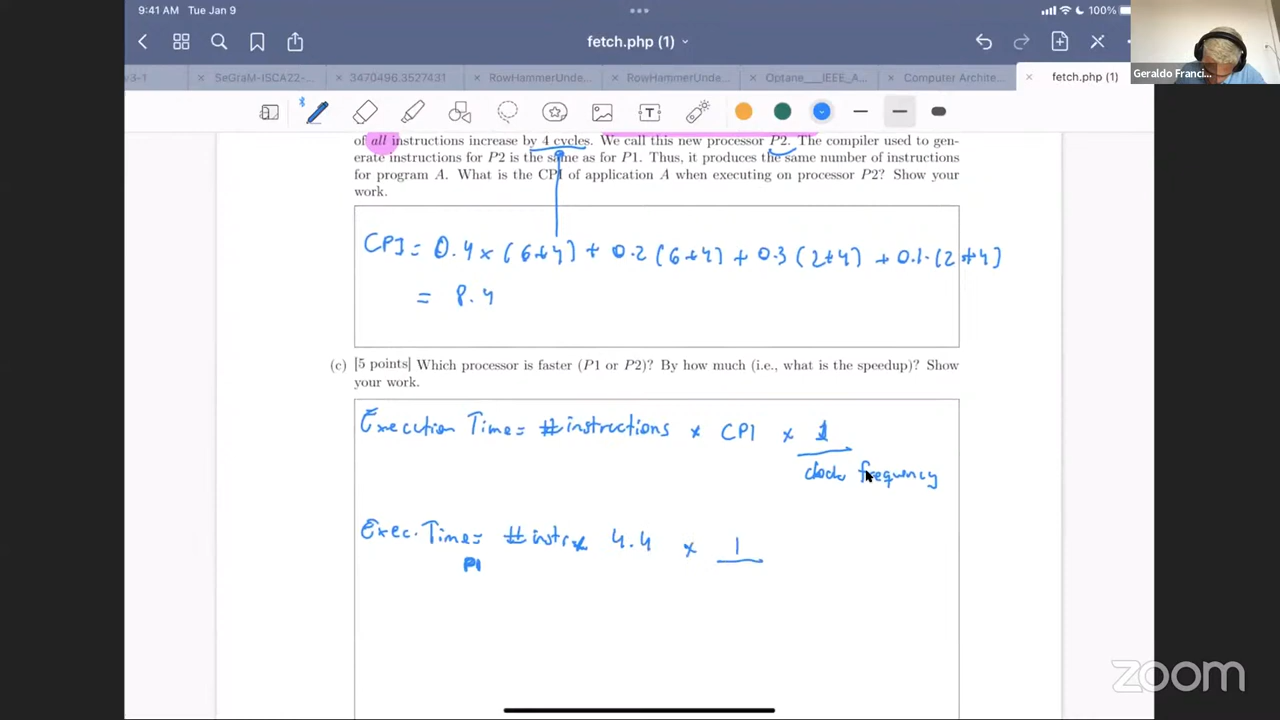 9:41 AM Tue Jan 9
100%
fetch.php (1)
v3-1
SeGraM-ISCA22-...
3470496.3527431
RowHammerUnde...
RowHammerUnde...
Optane___IEEE_A...
Computer Archite...
fetch.php (1)
Geraldo Franci...
of all instructions increase by 4 cycles. We call this new processor P2. The compiler used to gen-
erate instructions for P2 is the same as for P1. Thus, it produces the same number of instructions
for program A. What is the CPI of application A when executing on processor P2? Show your
work.
CPI = 0.4 × (6+4) + 0.2 (6+4) + 0.3 (2+4) + 0.1 · (2+4)
= 8.4
(c) [5 points] Which processor is faster (P1 or P2)? By how much (i.e., what is the speedup)? Show
your work.
Execution Time = #instructions × CPI × 1
clock frequency
Exec. Time = #instr × 4.4 × 1
P1
zoom